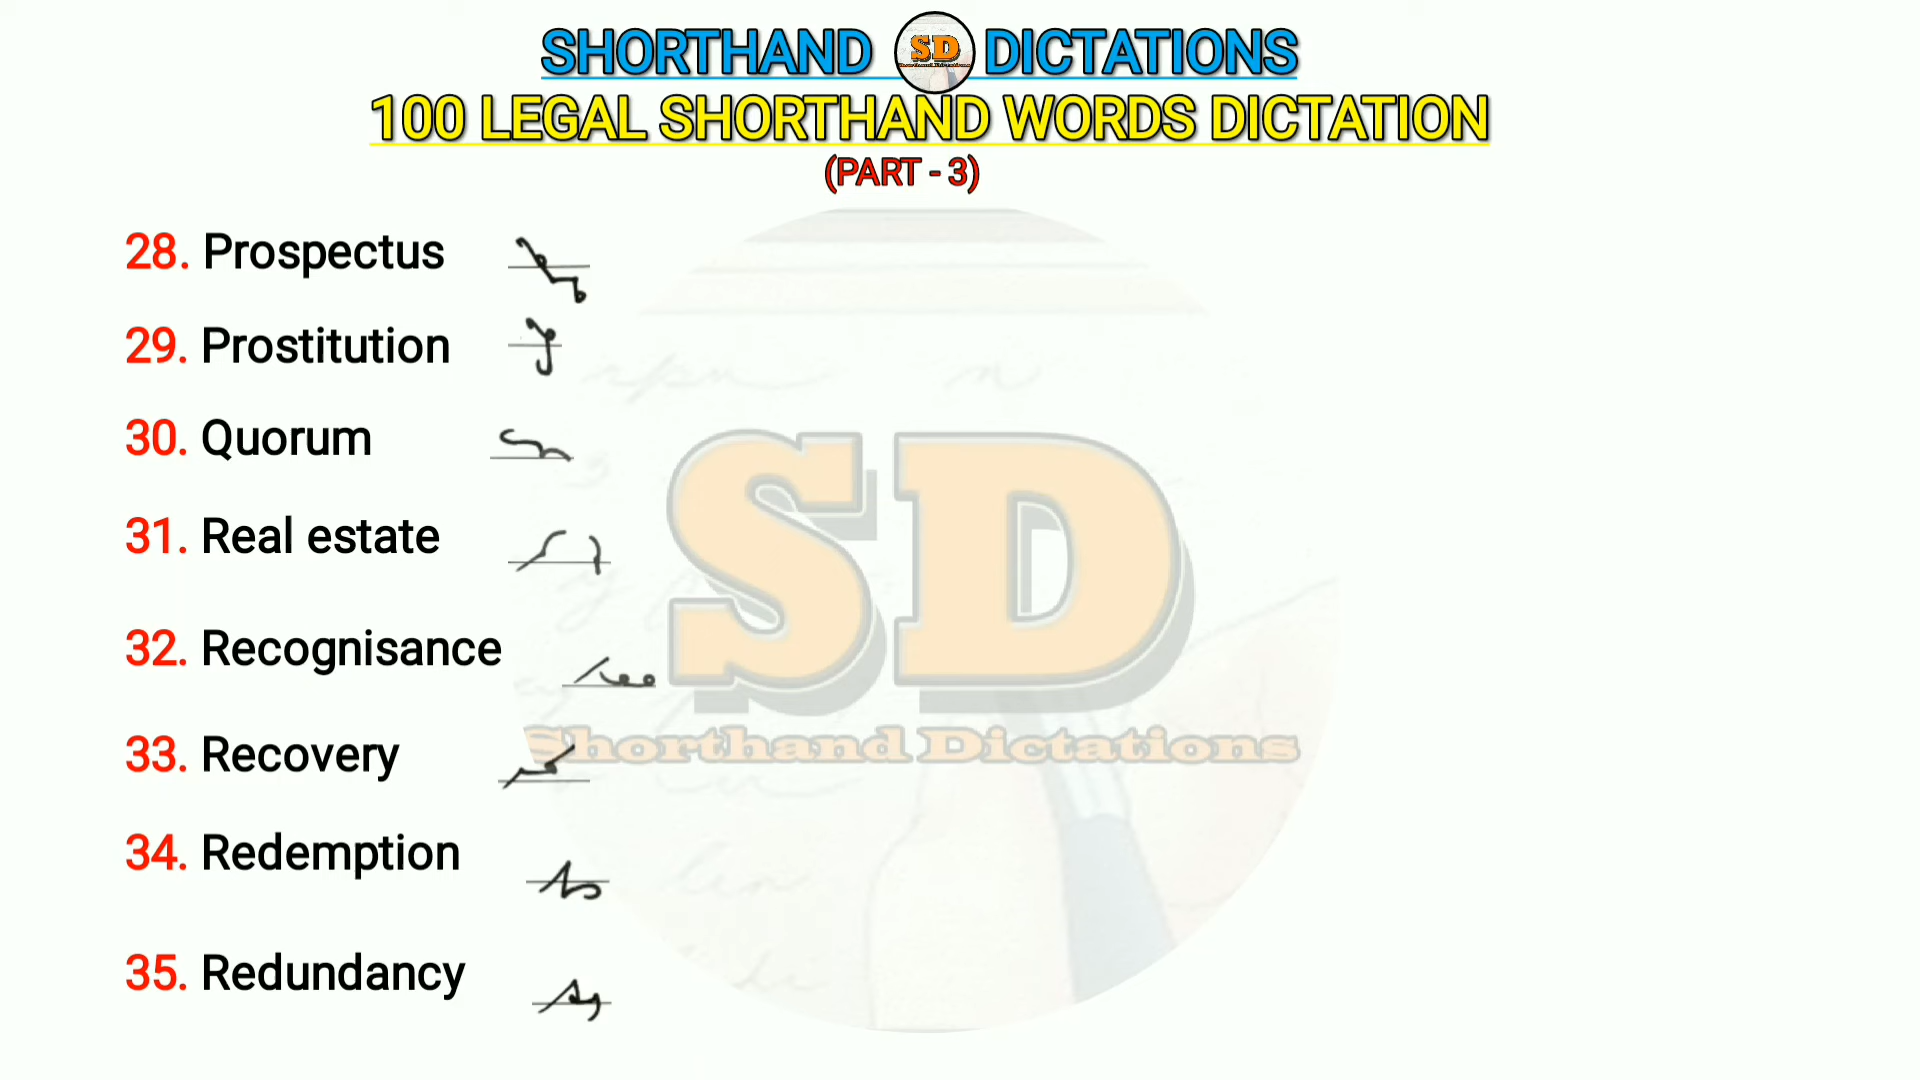 SHORTHAND SD DICTATIONS
100 LEGAL SHORTHAND WORDS DICTATION
(PART - 3)
28. Prospectus
29. Prostitution
30. Quorum
31. Real estate
32. Recognisance
33. Recovery
34. Redemption
35. Redundancy
SD
Shorthand Dictations